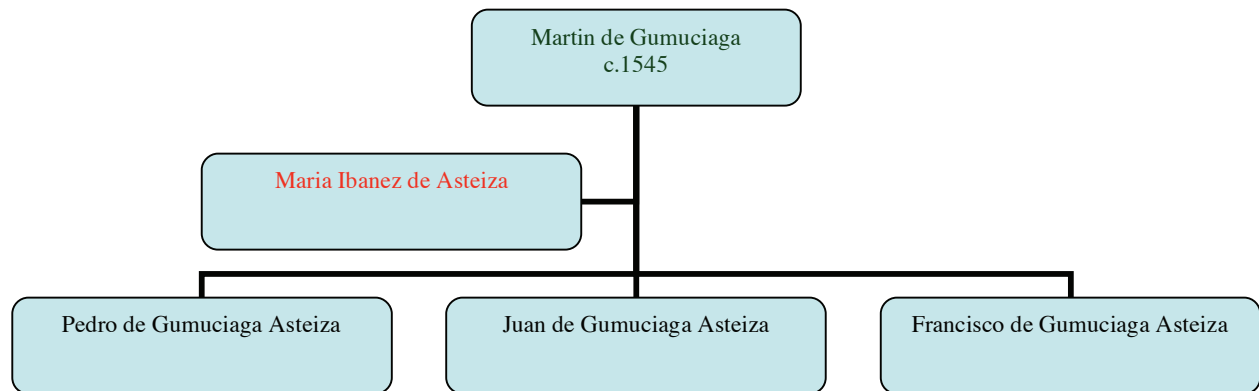 Martin de Gumuciaga
c.1545
Maria Ibanez de Asteiza
Pedro de Gumuciaga Asteiza
Juan de Gumuciaga Asteiza
Francisco de Gumuciaga Asteiza